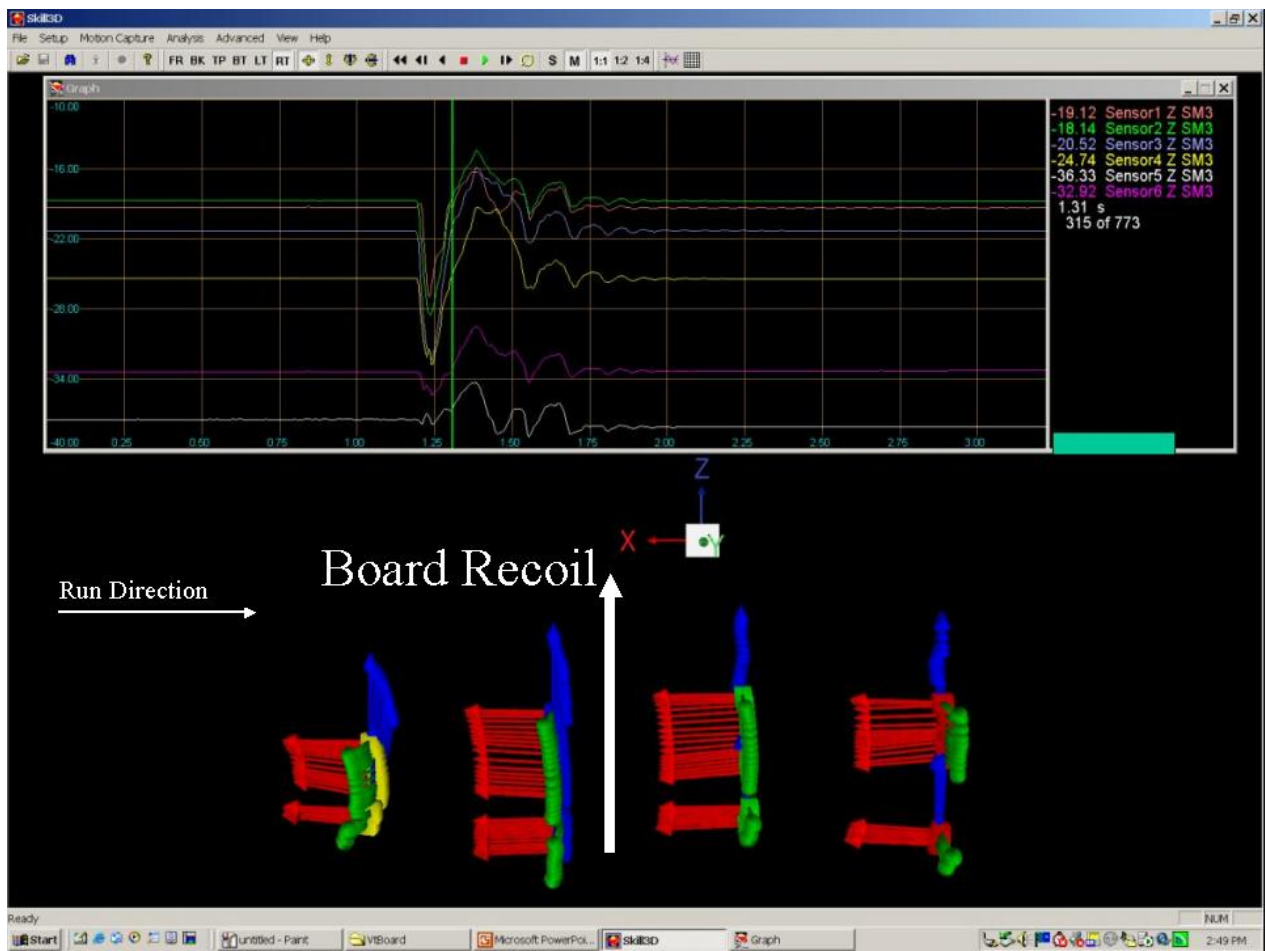 Skill3D
File Setup Motion Capture Analysis Advanced View Help
FR BK TP BT LT RT S M 1:1 1:2 1:4
Graph
-10.00
-16.00
-22.00
-28.00
-34.00
-40.00 0.25 0.50 0.75 1.00 1.25 1.50 1.75 2.00 2.25 2.50 2.75 3.00
-19.12 Sensor1 Z SM3
-18.14 Sensor2 Z SM3
-20.52 Sensor3 Z SM3
-24.74 Sensor4 Z SM3
-36.33 Sensor5 Z SM3
-32.92 Sensor6 Z SM3
1.31 s
315 of 773
Z
X Y
Board Recoil
Run Direction
Ready NUM
Start untitled - Paint VTBoard Microsoft PowerPoi... Skill3D Graph 2:49 PM